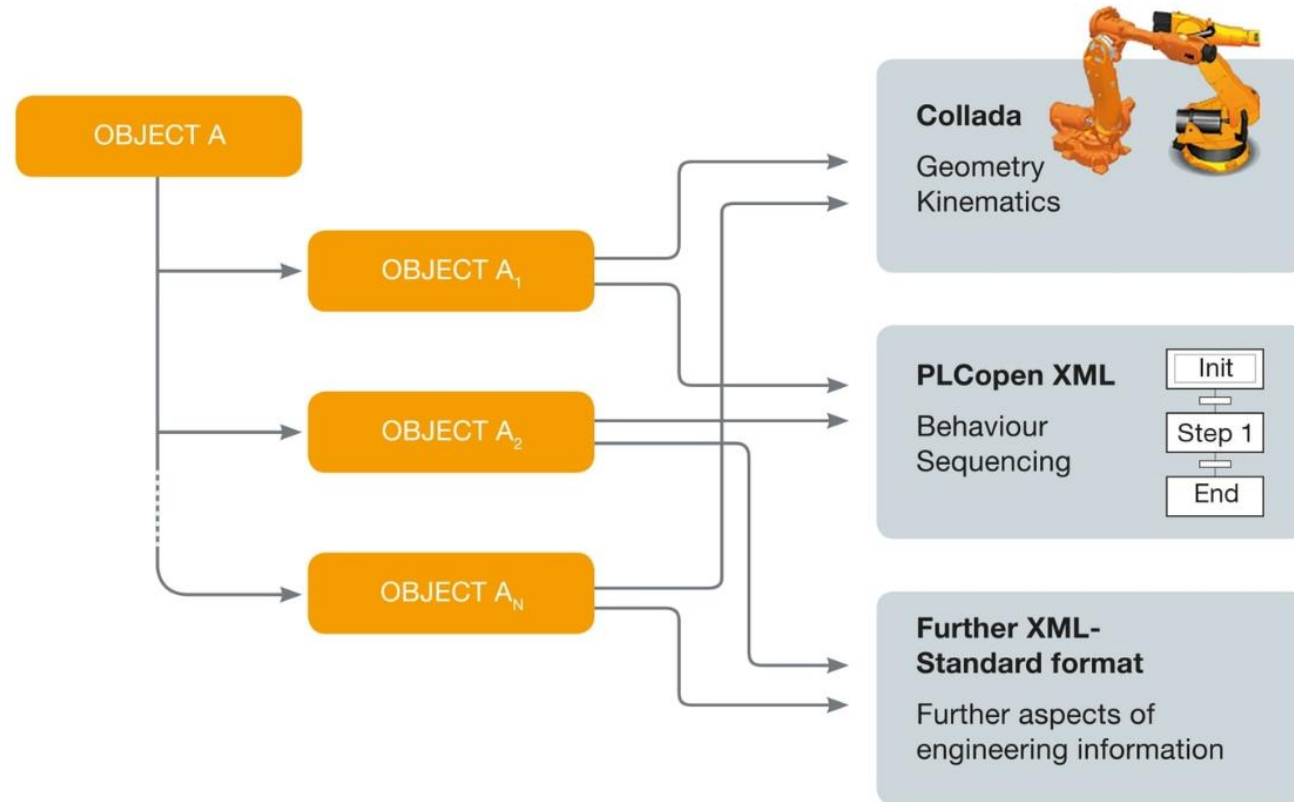 OBJECT A
OBJECT A₁
OBJECT A₂
OBJECT Aₙ
Collada
Geometry
Kinematics
PLCopen XML
Behaviour
Sequencing
Init
Step 1
End
Further XML-
Standard format
Further aspects of
engineering information